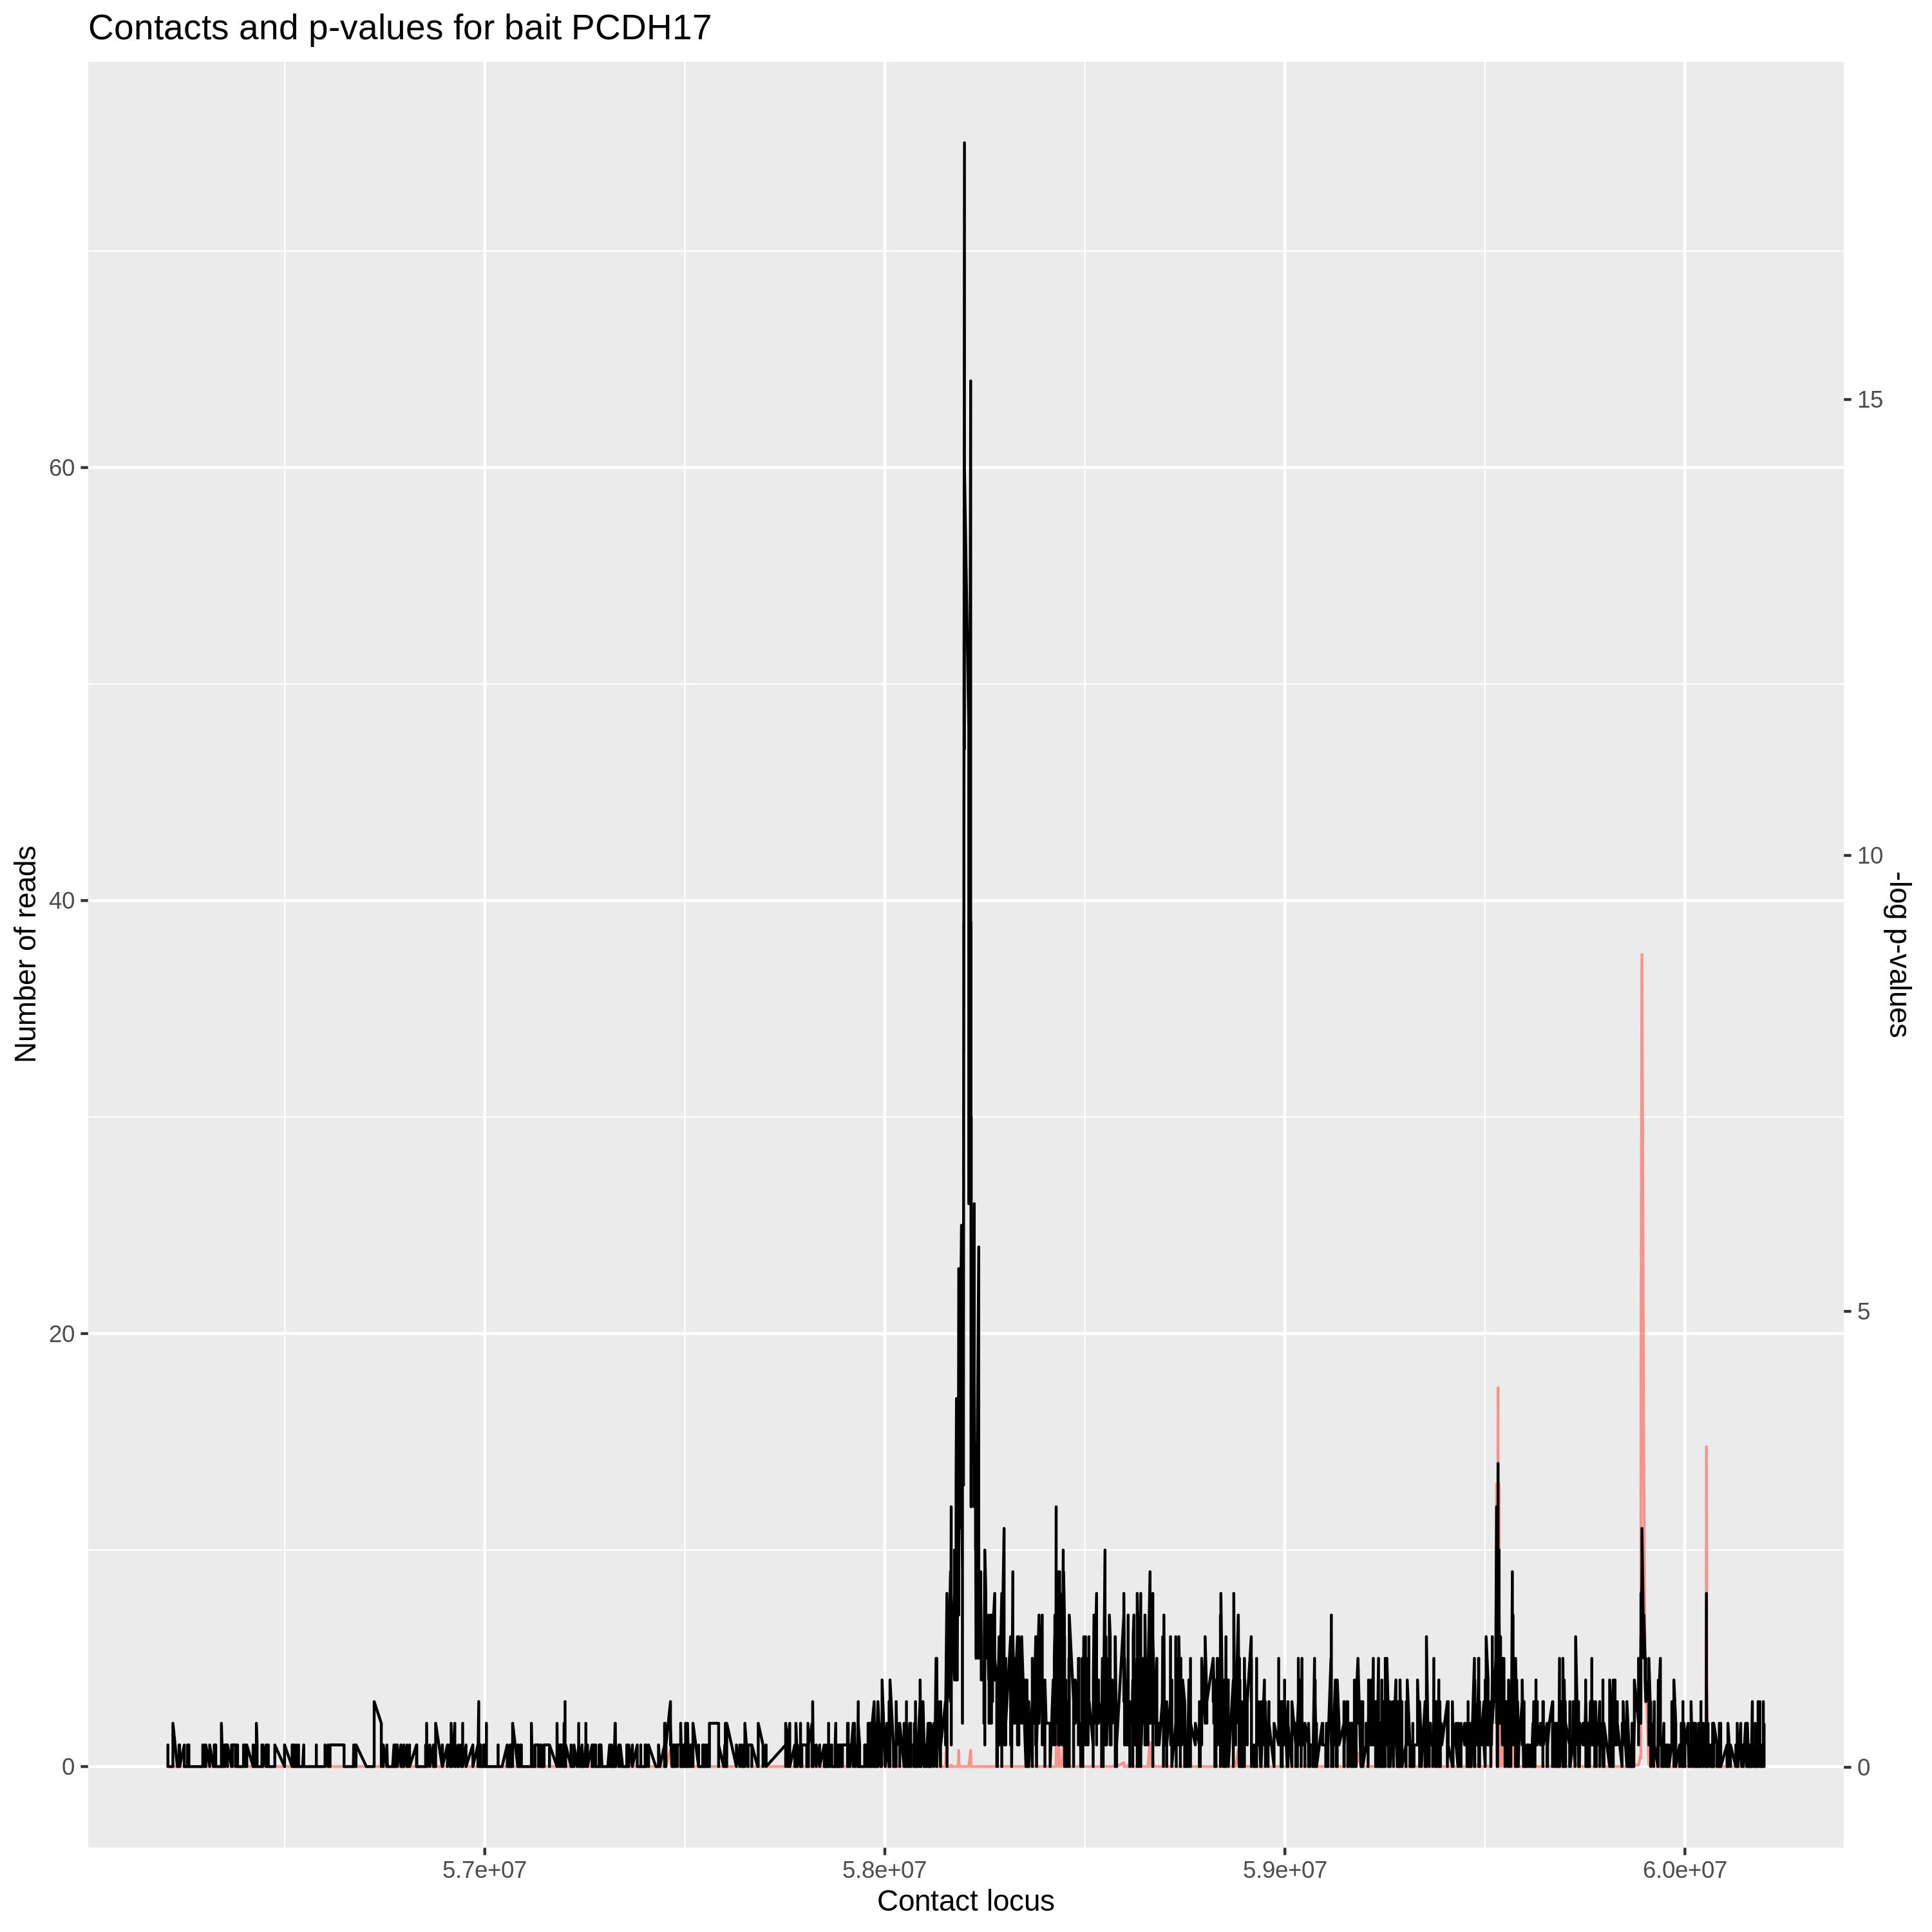 Contacts and p-values for bait PCDH17
Number of reads
60
40
20
0
15
10
5
0
-log p-values
5.7e+07
5.8e+07
5.9e+07
6.0e+07
Contact locus